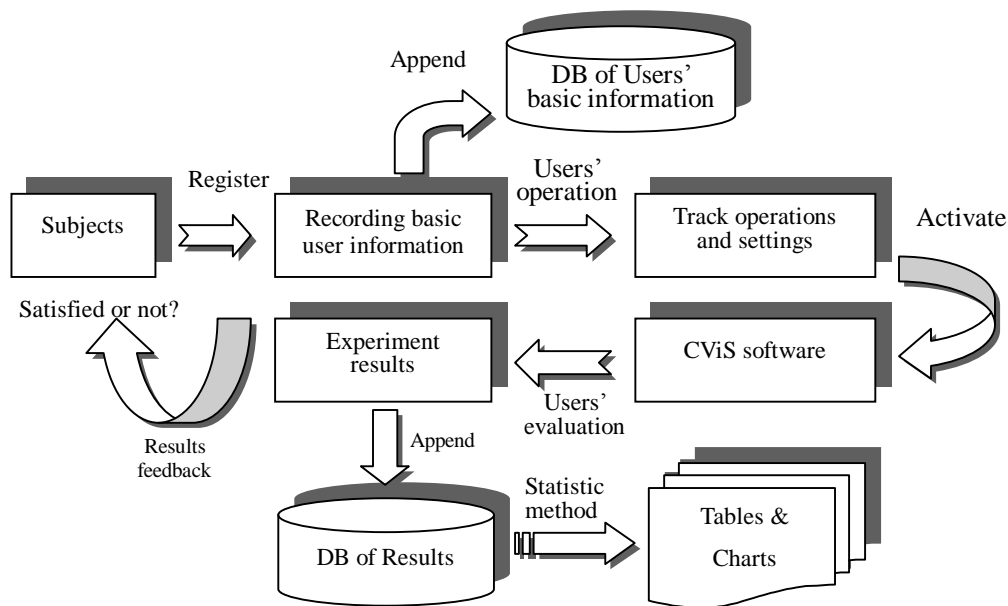 Append
DB of Users’
basic information
Register
Users’
operation
Subjects
Recording basic
user information
Track operations
and settings
Activate
Satisfied or not?
Experiment
results
CViS software
Users’
evaluation
Results
feedback
Append
Statistic
method
DB of Results
Tables &
Charts